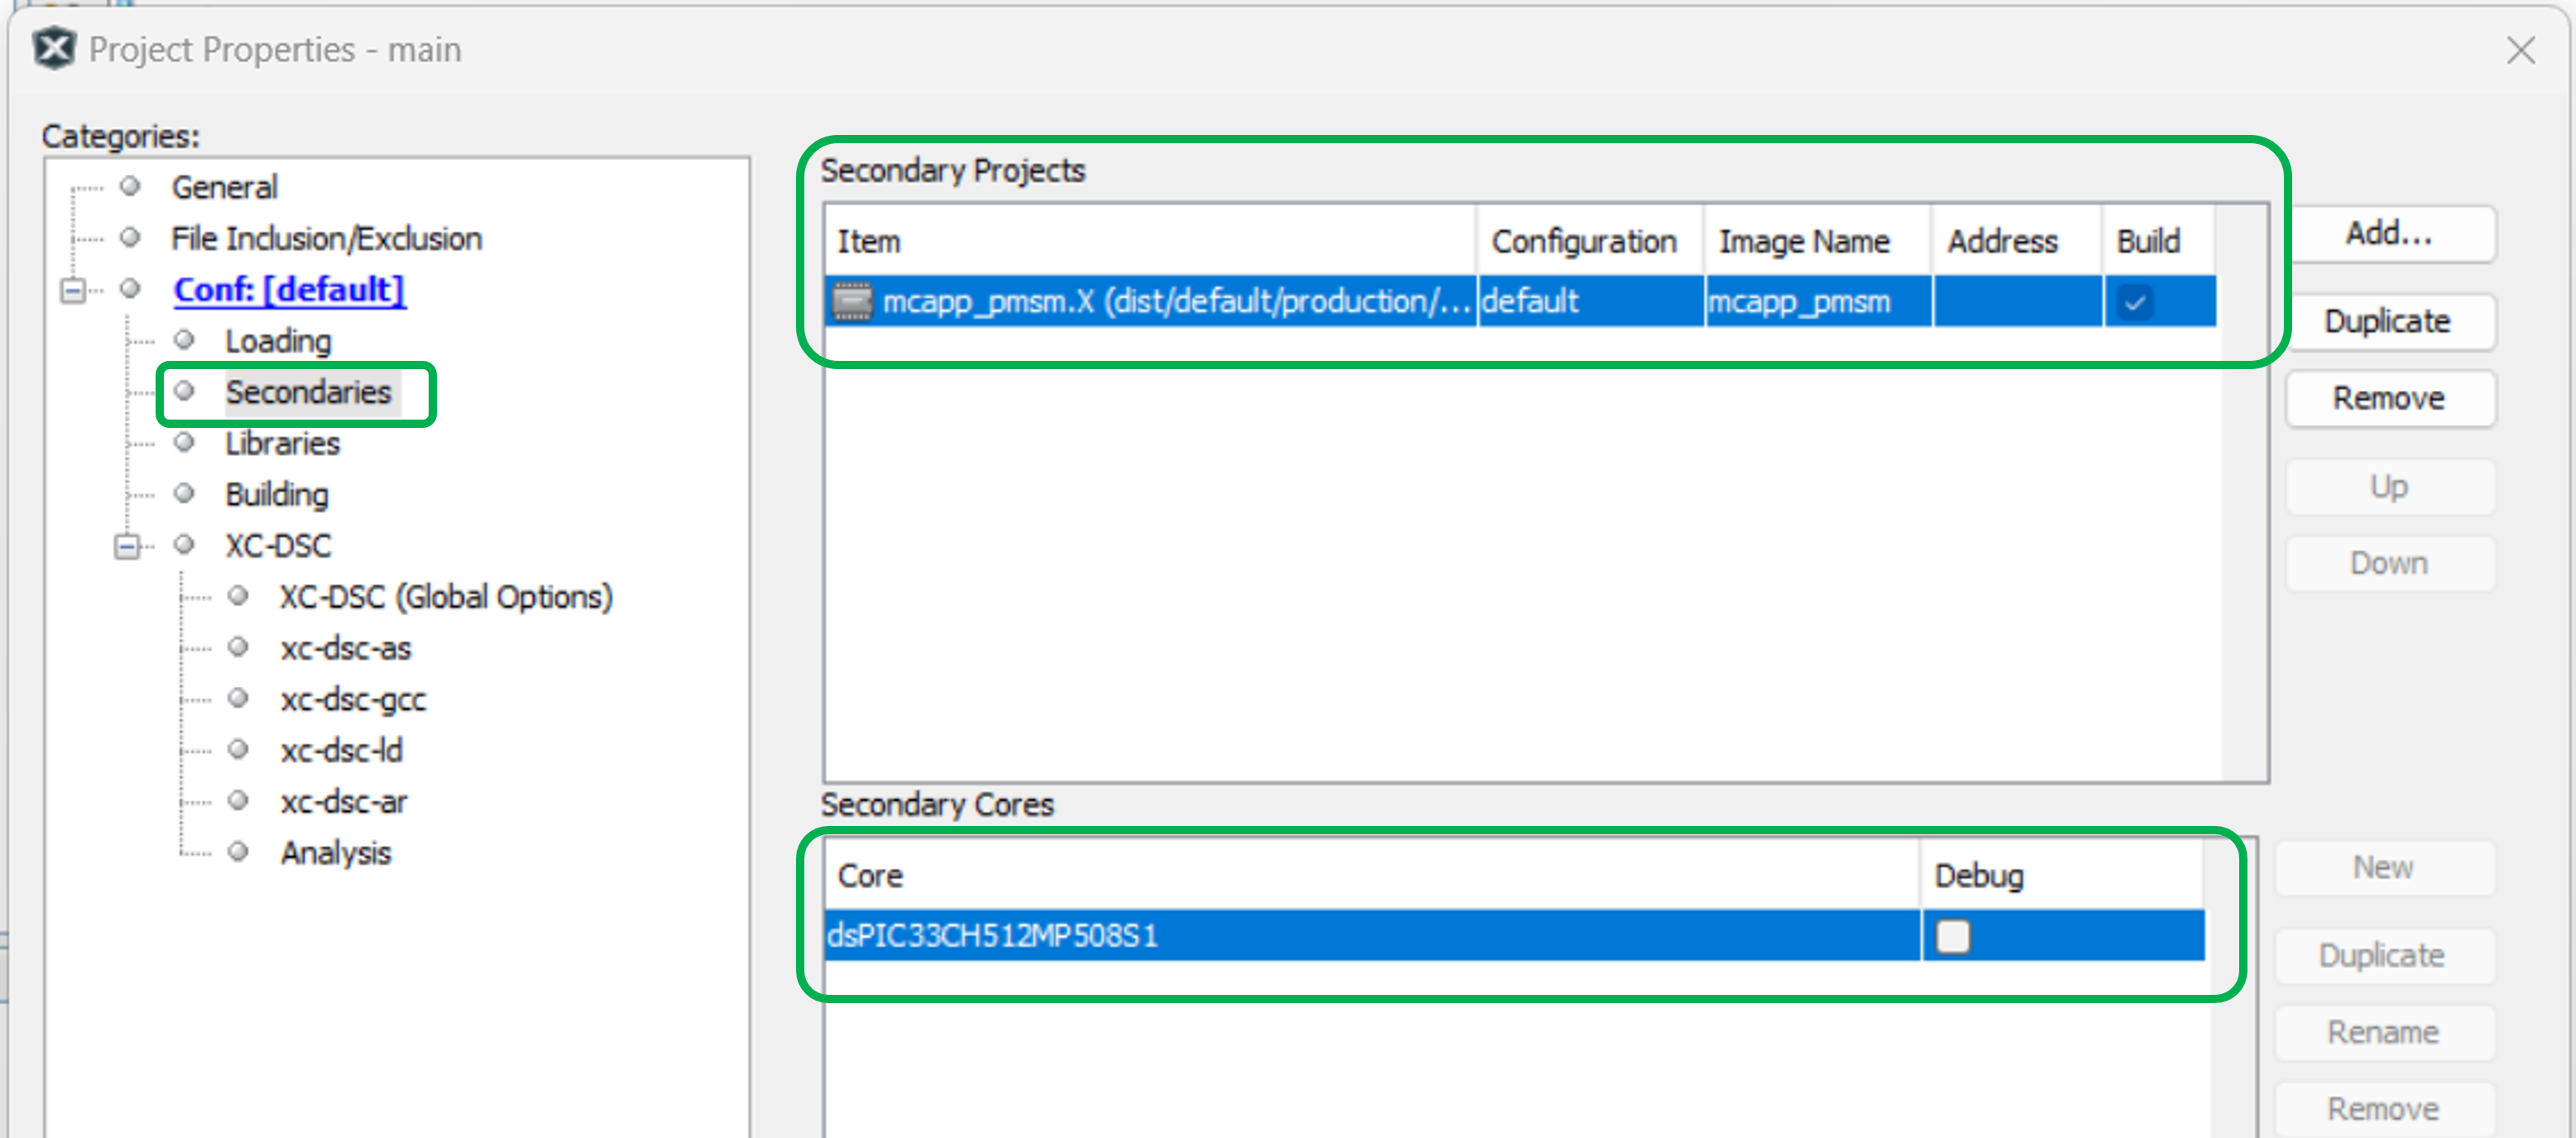 Project Properties - main
Categories:
General
File Inclusion/Exclusion
Conf: [default]
Loading
Secondaries
Libraries
Building
XC-DSC
XC-DSC (Global Options)
xc-dsc-as
xc-dsc-gcc
xc-dsc-ld
xc-dsc-ar
Analysis
Secondary Projects
Item Configuration Image Name Address Build
mcapp_pmsm.X (dist/default/production/... default mcapp_pmsm
Add...
Duplicate
Remove
Up
Down
Secondary Cores
Core Debug
dsPIC33CH512MP508S1
New
Duplicate
Rename
Remove